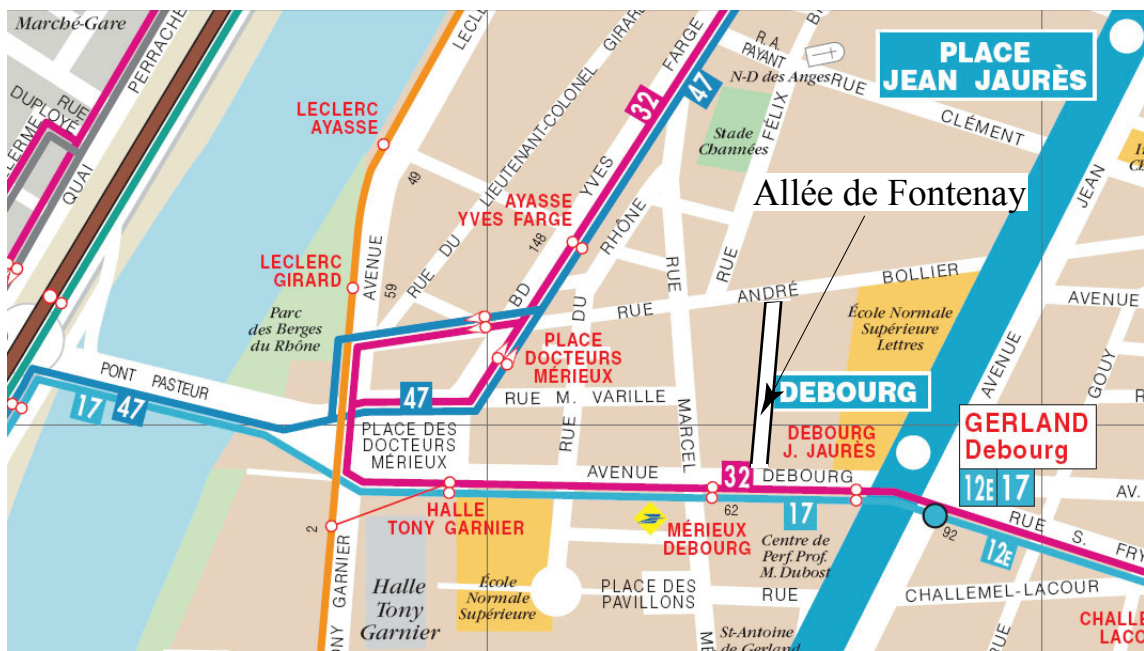 Marché-Gare
PERRACHE
QUAI
RUE
DUPLOYÉ
LECLERC
AYASSE
LECLERC
GIRARD
AVENUE
49
59
RUE DU LIEUTENANT-COLONEL GIRARD
Parc
des Berges
du Rhône
PONT PASTEUR
17 47
AYASSE
YVES FARGE
148
BD YVES FARGE
32
47
RUE DU RHÔNE
R. A.
PAYANT
N-D des Anges
RUE CLÉMENT
Stade
Channées
RUE FÉLIX
PLACE
JEAN JAURÈS
Allée de Fontenay
AVENUE JEAN
RUE ANDRÉ BOLLIER
École Normale
Supérieure
Lettres
AVENUE
GOUY
PLACE
DOCTEURS
MÉRIEUX
47
RUE M. VARILLE
RUE MARCEL
DEBOURG
PLACE DES
DOCTEURS
MÉRIEUX
DEBOURG
J. JAURÈS
GERLAND
Debourg
12E 17
AVENUE DEBOURG
32
AV.
HALLE
TONY GARNIER
2
TONY GARNIER
62
MÉRIEUX
DEBOURG
17
Centre de
Perf. Prof.
M. Dubost
92
12E
RUE S. FRY
Halle
Tony
Garnier
École
Normale
Supérieure
PLACE DES
PAVILLONS
RUE CHALLEMEL-LACOUR
RUE
St-Antoine
de Gerland
CHALLE
LACO